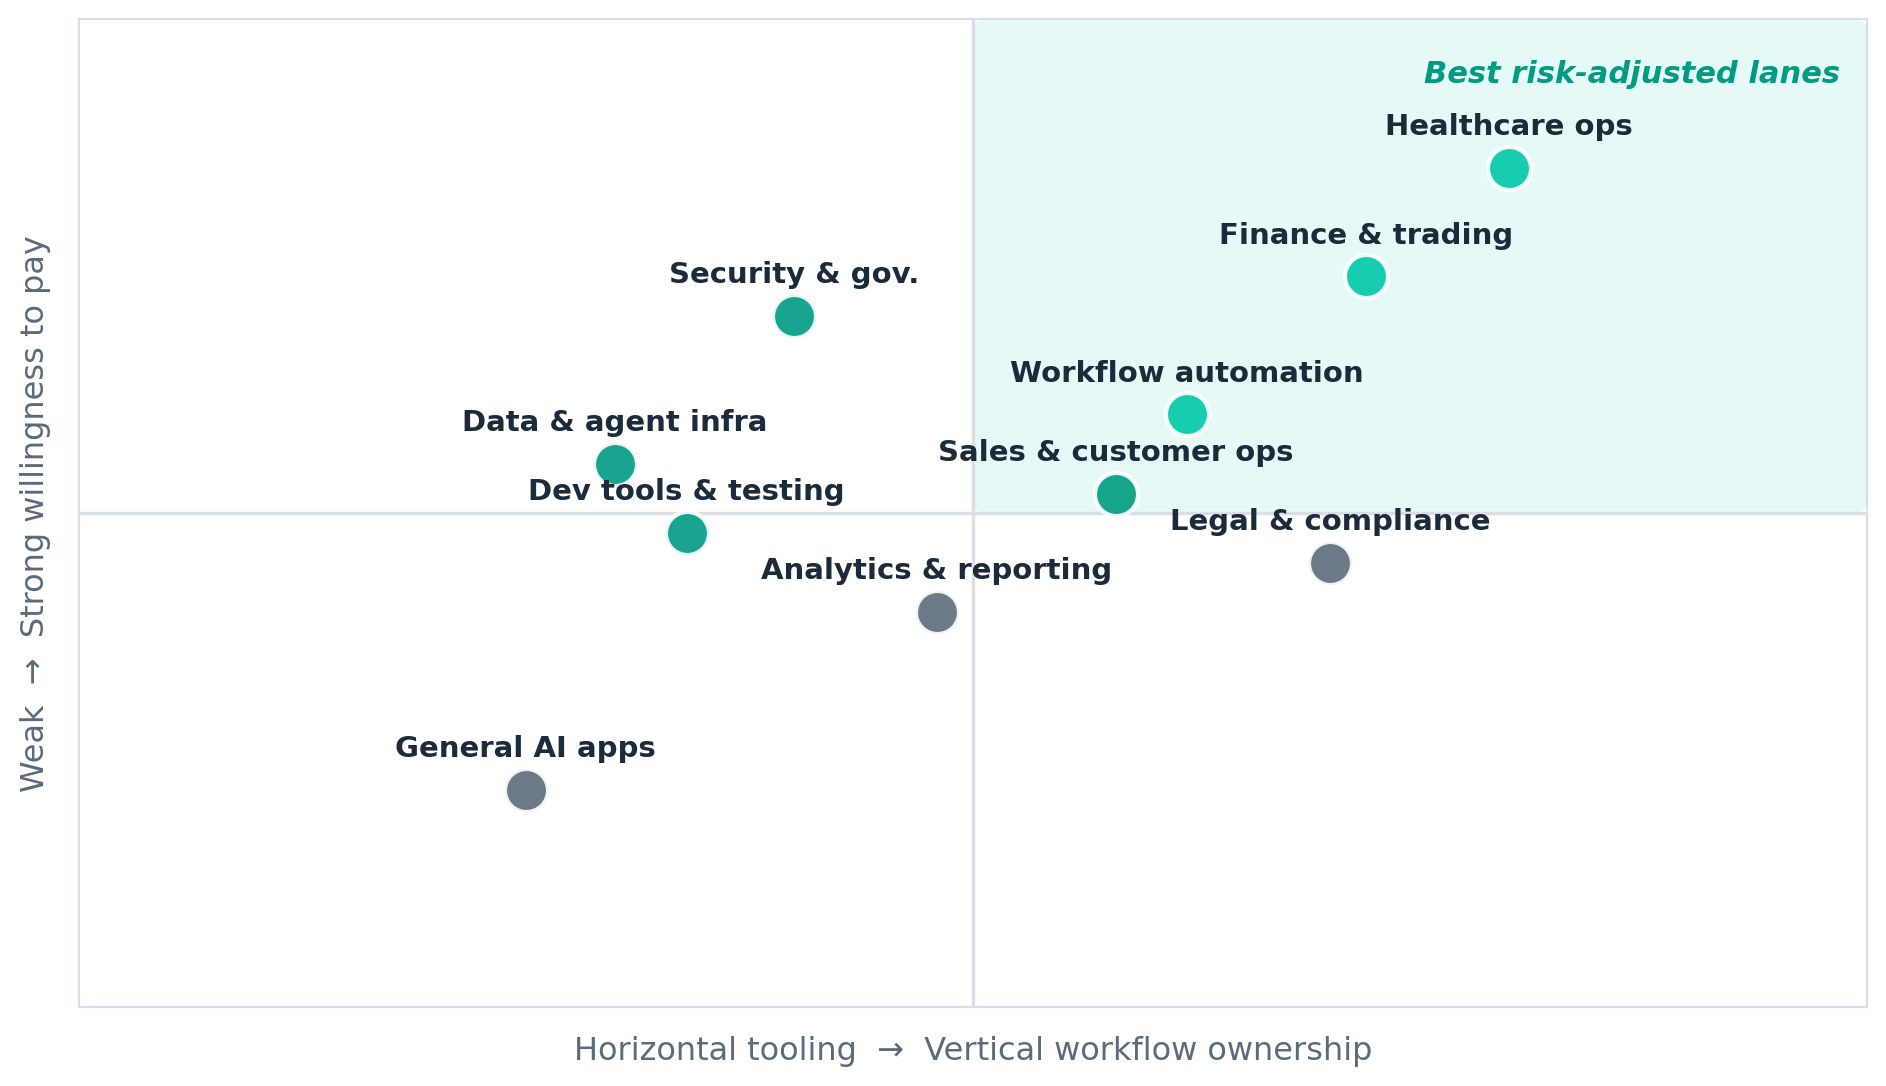 Best risk-adjusted lanes
Healthcare ops
Finance & trading
Security & gov.
Workflow automation
Data & agent infra
Sales & customer ops
Dev tools & testing
Legal & compliance
Analytics & reporting
General AI apps
Weak → Strong willingness to pay
Horizontal tooling → Vertical workflow ownership